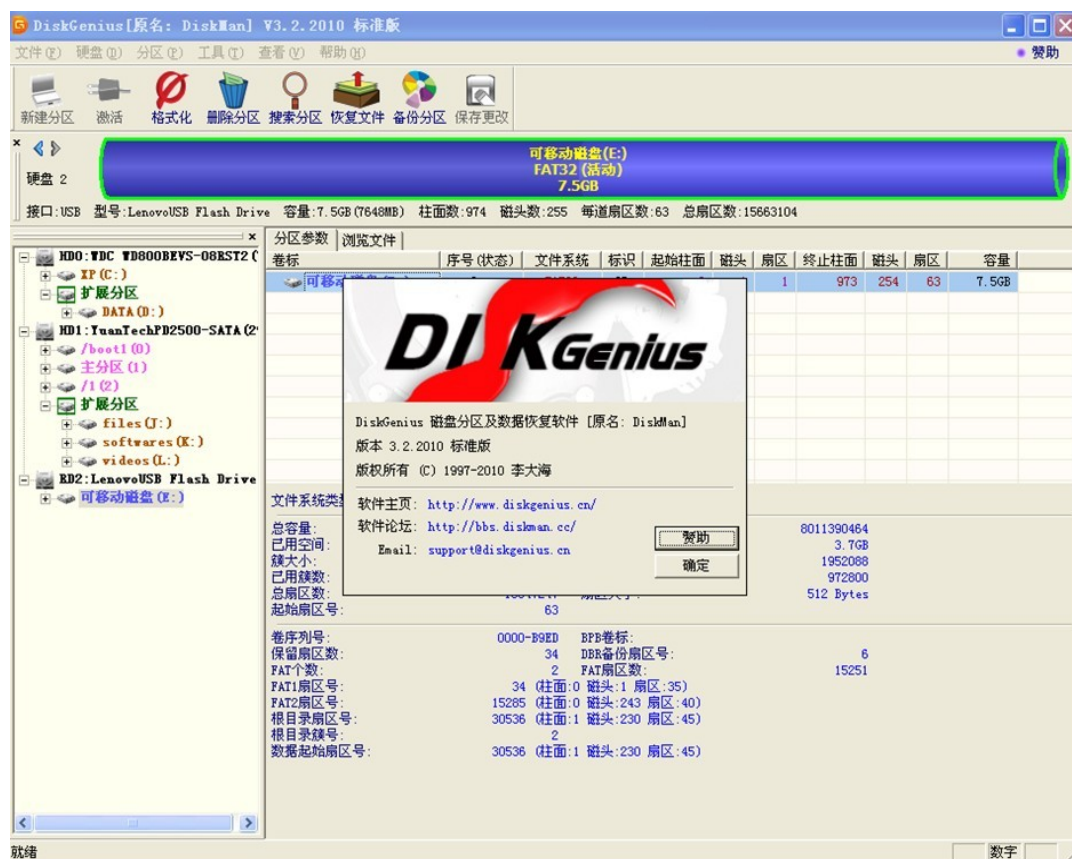 DiskGenius[原名: DiskMan] V3.2.2010 标准版
文件(F) 硬盘(D) 分区(P) 工具(T) 查看(V) 帮助(H) 赞助
新建分区 激活 格式化 删除分区 搜索分区 恢复文件 备份分区 保存更改
可移动磁盘(E:)
FAT32 (活动)
7.5GB
硬盘 2
接口:USB 型号:LenovoUSB Flash Drive 容量:7.5GB(7648MB) 柱面数:974 磁头数:255 每道扇区数:63 总扇区数:15663104
HD0:WDC WD800BEVS-08RST2(
XP(C:)
扩展分区
DATA(D:)
HD1:YuanTechPD2500-SATA(2
/boot1(0)
主分区(1)
/1(2)
扩展分区
files(J:)
softwares(K:)
videos(L:)
RD2:LenovoUSB Flash Drive
可移动磁盘(E:)
分区参数 浏览文件
卷标 序号(状态) 文件系统 标识 起始柱面 磁头 扇区 终止柱面 磁头 扇区 容量
可移 1 973 254 63 7.5GB
DISKGenius
DiskGenius 磁盘分区及数据恢复软件 [原名: DiskMan]
版本 3.2.2010 标准版
版权所有 (C) 1997-2010 李大海
软件主页: http://www.diskgenius.cn/
软件论坛: http://bbs.diskman.cc/
Email: support@diskgenius.cn
赞助
确定
文件系统类
总容量: 8011390464
已用空间: 3.7GB
簇大小: 1952088
已用簇数: 972800
总扇区数: 512 Bytes
起始扇区号: 63
卷序列号: 0000-B9ED BPB卷标:
保留扇区数: 34 DBR备份扇区号: 6
FAT个数: 2 FAT扇区数: 15251
FAT1扇区号: 34 (柱面:0 磁头:1 扇区:35)
FAT2扇区号: 15285 (柱面:0 磁头:243 扇区:40)
根目录扇区号: 30536 (柱面:1 磁头:230 扇区:45)
根目录簇号: 2
数据起始扇区号: 30536 (柱面:1 磁头:230 扇区:45)
就绪 数字